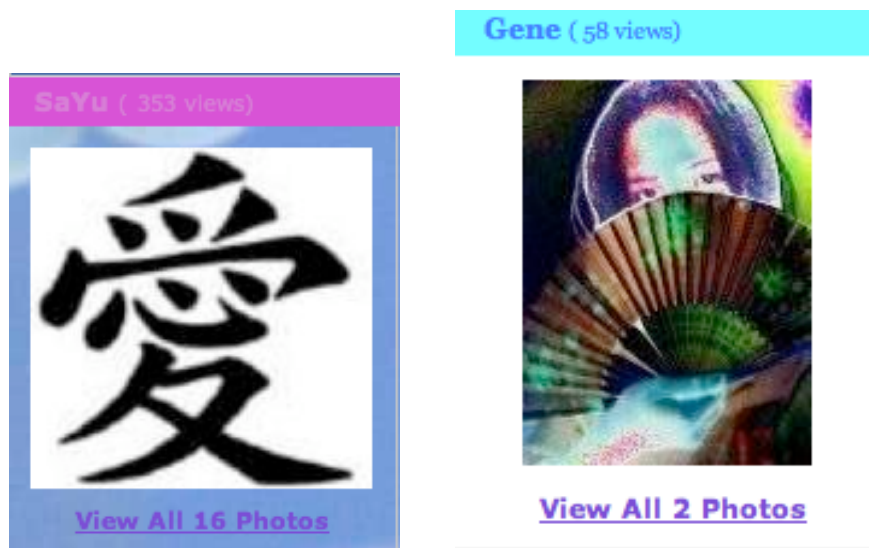 SaYu ( 353 views)
愛
View All 16 Photos
Gene ( 58 views)
View All 2 Photos